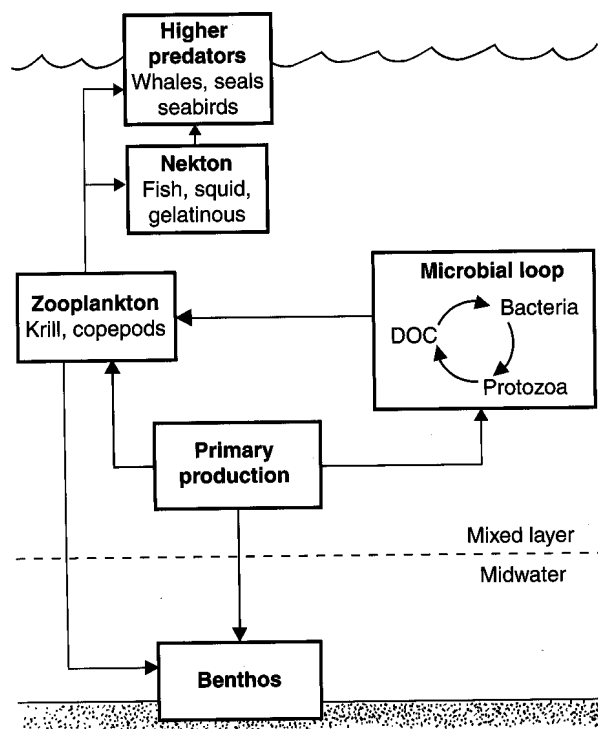 Higher
predators
Whales, seals
seabirds
Nekton
Fish, squid,
gelatinous
Zooplankton
Krill, copepods
Microbial loop
Bacteria
DOC
Protozoa
Primary
production
Mixed layer
Midwater
Benthos